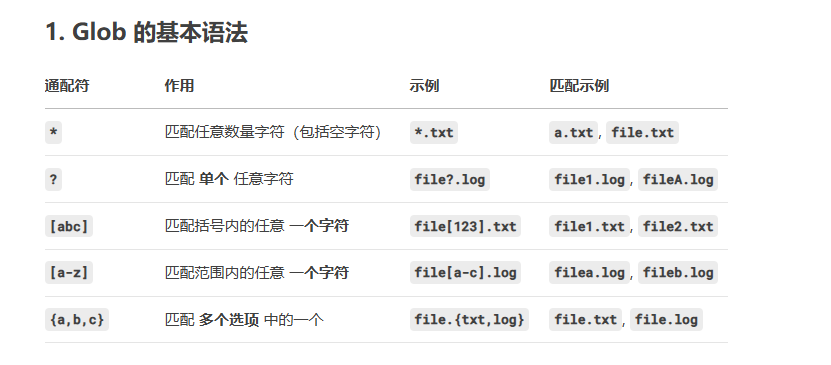 1. Glob 的基本语法
通配符 作用 示例 匹配示例
* 匹配任意数量字符（包括空字符） *.txt a.txt, file.txt
? 匹配 单个 任意字符 file?.log file1.log, fileA.log
[abc] 匹配括号内的任意 一个字符 file[123].txt file1.txt, file2.txt
[a-z] 匹配范围内的任意 一个字符 file[a-c].log filea.log, fileb.log
{a,b,c} 匹配 多个选项 中的一个 file.{txt,log} file.txt, file.log